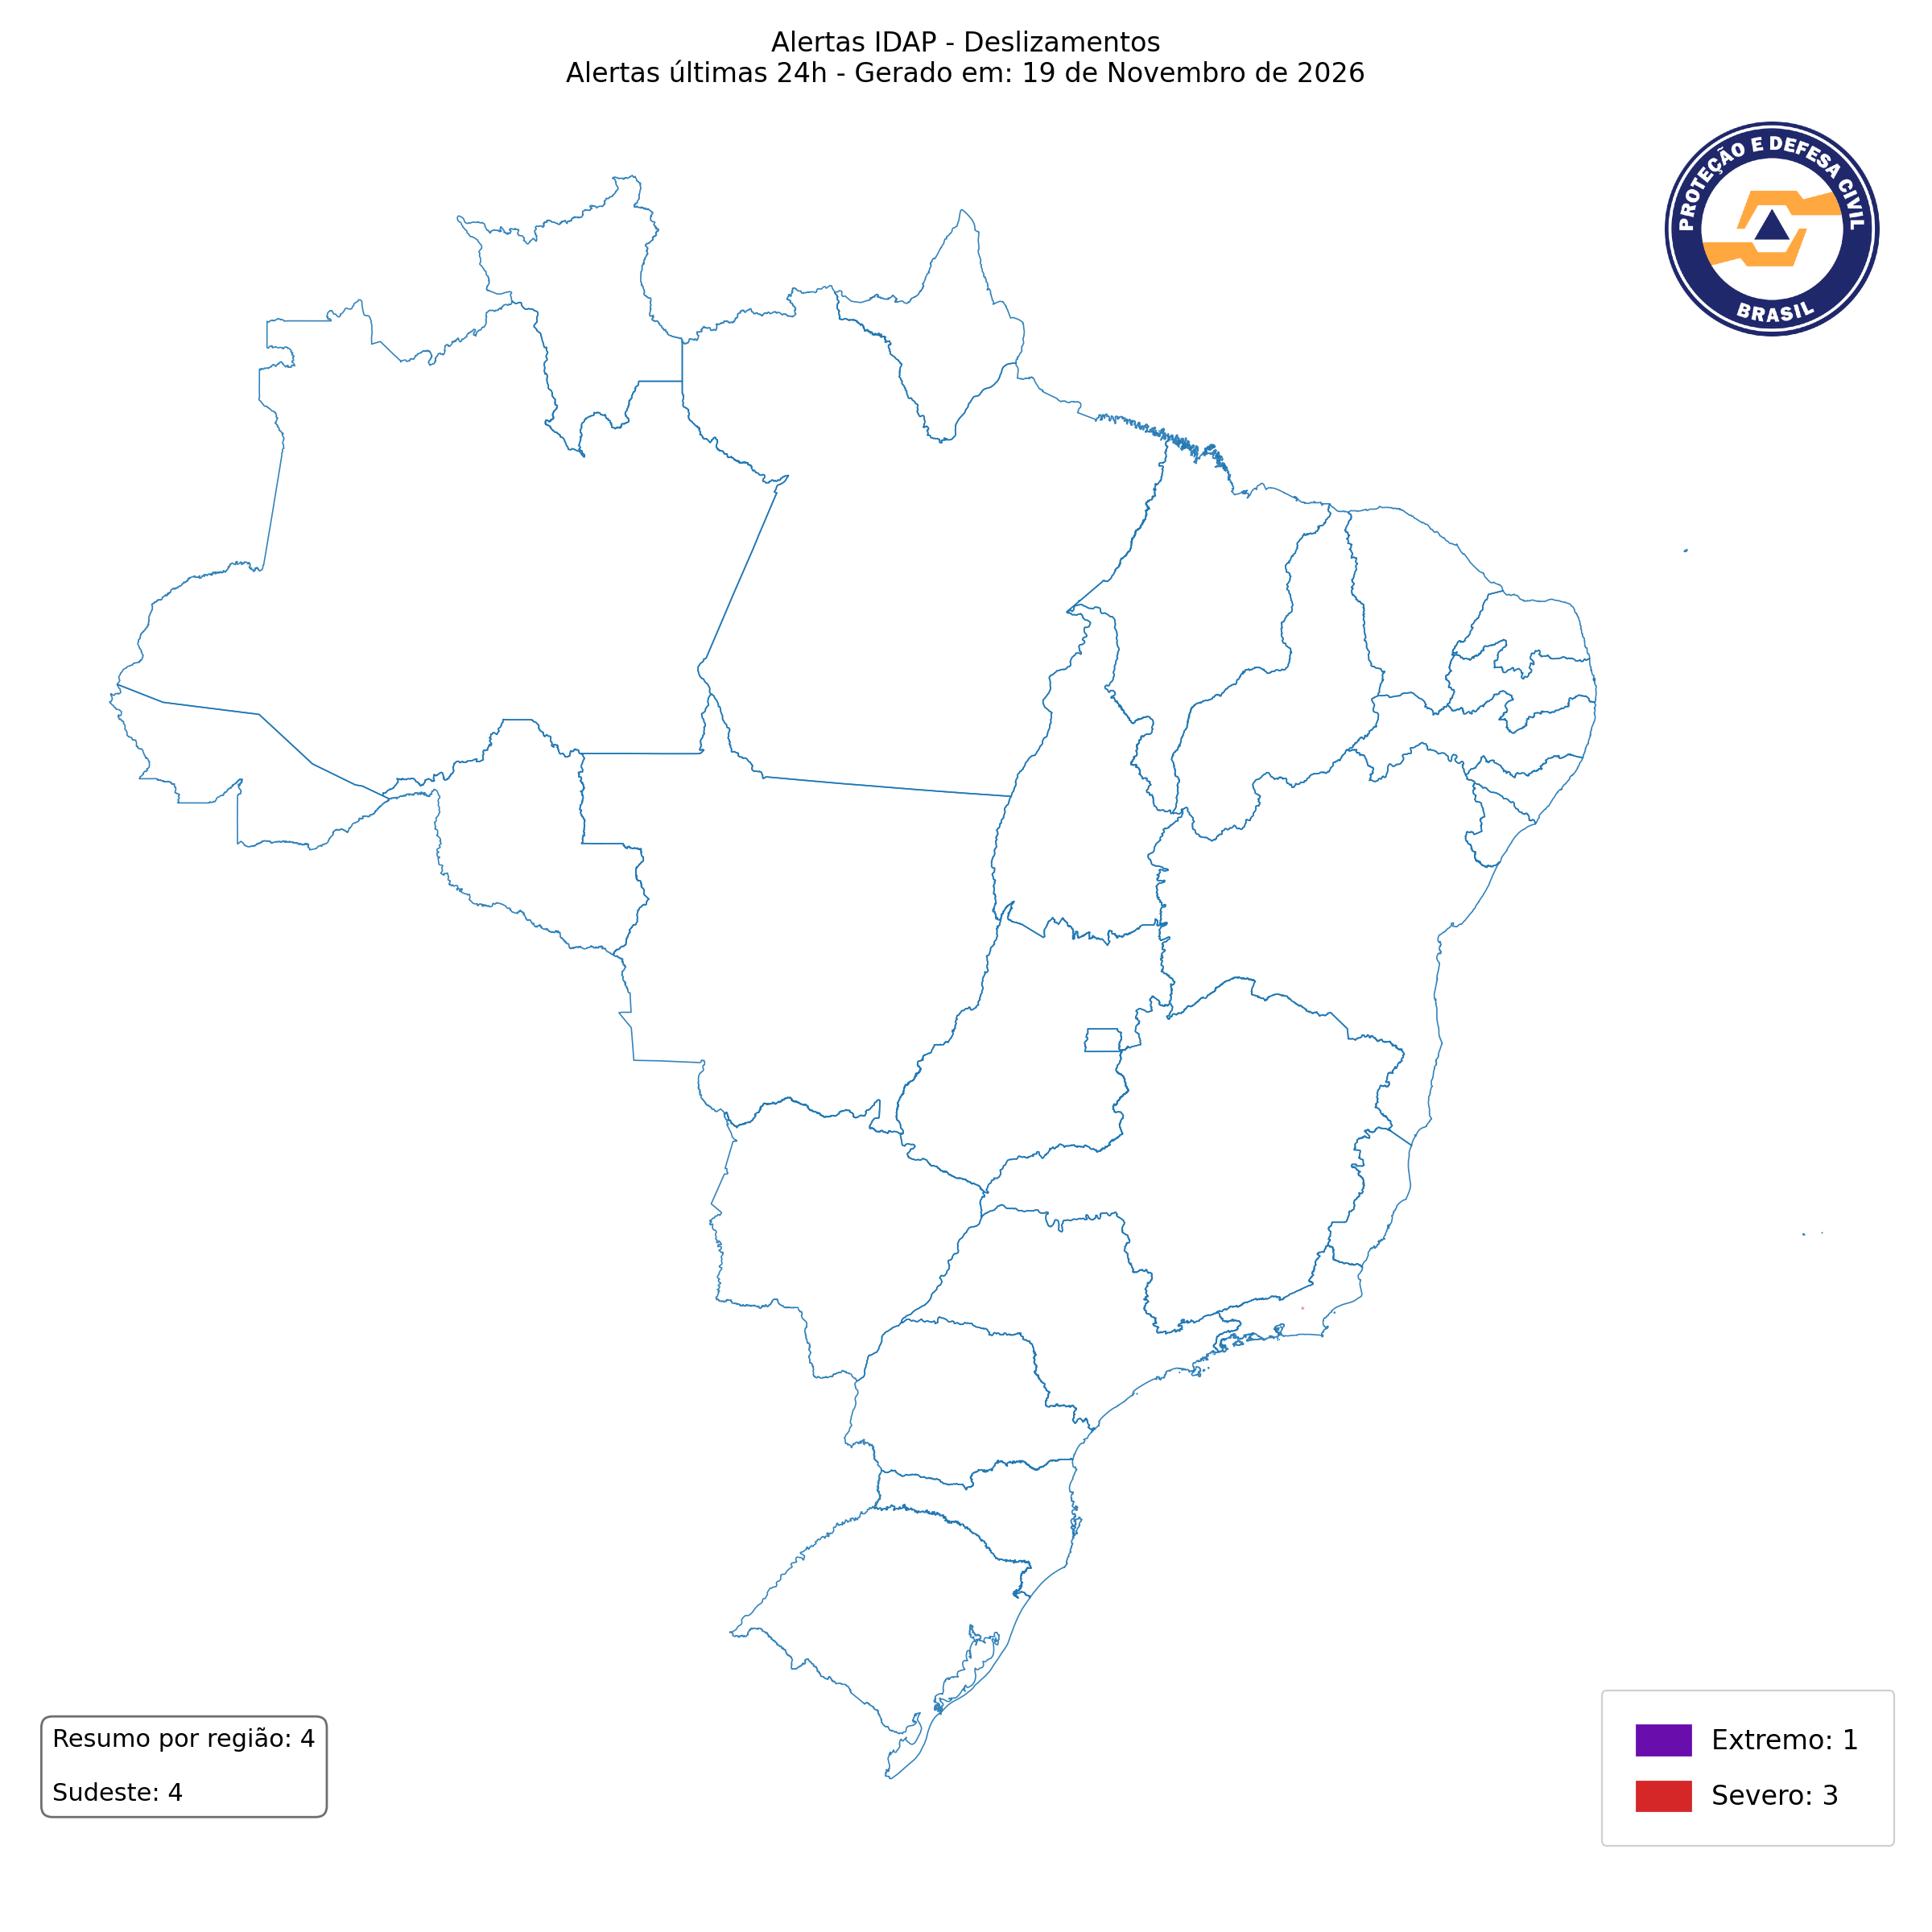 Alertas IDAP - Deslizamentos
Alertas últimas 24h - Gerado em: 19 de Novembro de 2026
PROTEÇÃO E DEFESA CIVIL
BRASIL
Resumo por região: 4
Sudeste: 4
Extremo: 1
Severo: 3